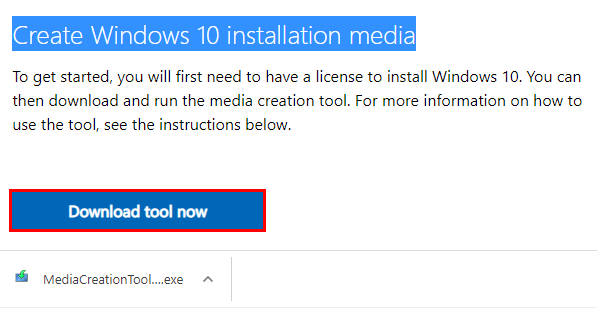 Create Windows 10 installation media
To get started, you will first need to have a license to install Windows 10. You can
then download and run the media creation tool. For more information on how to
use the tool, see the instructions below.
Download tool now
MediaCreationTool....exe